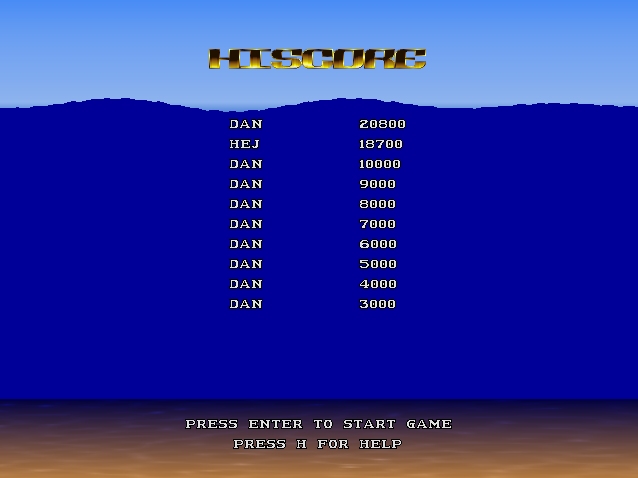 HISCORE
DAN 20800
HEJ 18700
DAN 10000
DAN 9000
DAN 8000
DAN 7000
DAN 6000
DAN 5000
DAN 4000
DAN 3000
PRESS ENTER TO START GAME
PRESS H FOR HELP